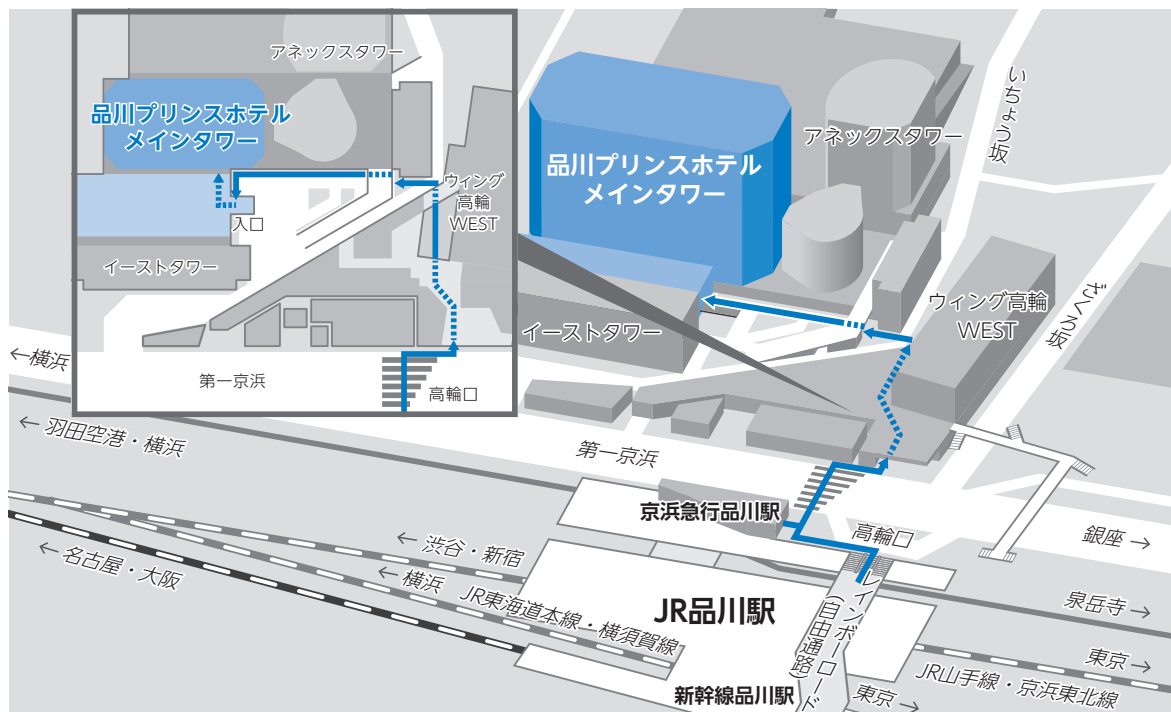 アネックスタワー
品川プリンスホテル
メインタワー
ウィング
高輪
WEST
入口
イーストタワー
第一京浜
高輪口
いちょう坂
アネックスタワー
品川プリンスホテル
メインタワー
ざくろ坂
ウィング高輪
WEST
イーストタワー
←横浜
← 羽田空港・横浜
第一京浜
京浜急行品川駅
高輪口
銀座 →
← 渋谷・新宿
← 名古屋・大阪
← 横浜
JR東海道本線・横須賀線
JR品川駅
レインボーロード
(自由通路)
泉岳寺 →
東京 →
JR山手線・京浜東北線
新幹線品川駅
東京 →